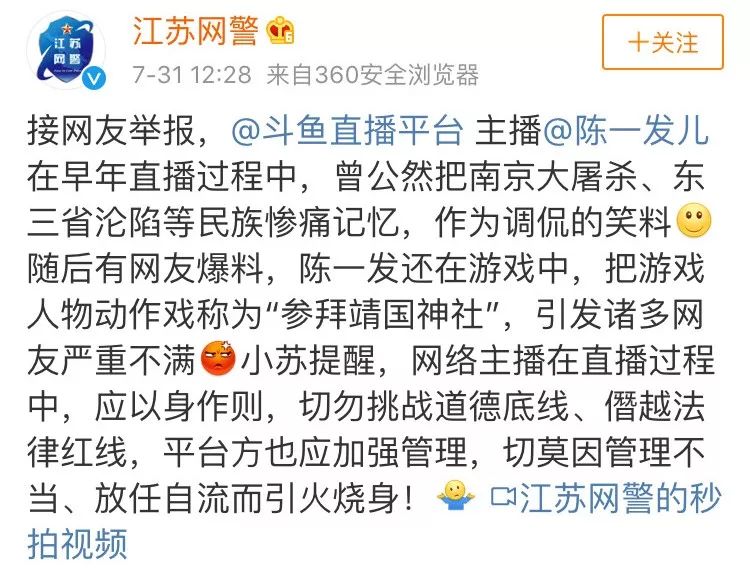 江苏网警
+关注
7-31 12:28 来自360安全浏览器
江苏
网警
接网友举报，@斗鱼直播平台 主播@陈一发儿
在早年直播过程中，曾公然把南京大屠杀、东
三省沦陷等民族惨痛记忆，作为调侃的笑料
随后有网友爆料，陈一发还在游戏中，把游戏
人物动作戏称为“参拜靖国神社”，引发诸多网
友严重不满 小苏提醒，网络主播在直播过程
中，应以身作则，切勿挑战道德底线、僭越法
律红线，平台方也应加强管理，切莫因管理不
当、放任自流而引火烧身！ 江苏网警的秒
拍视频